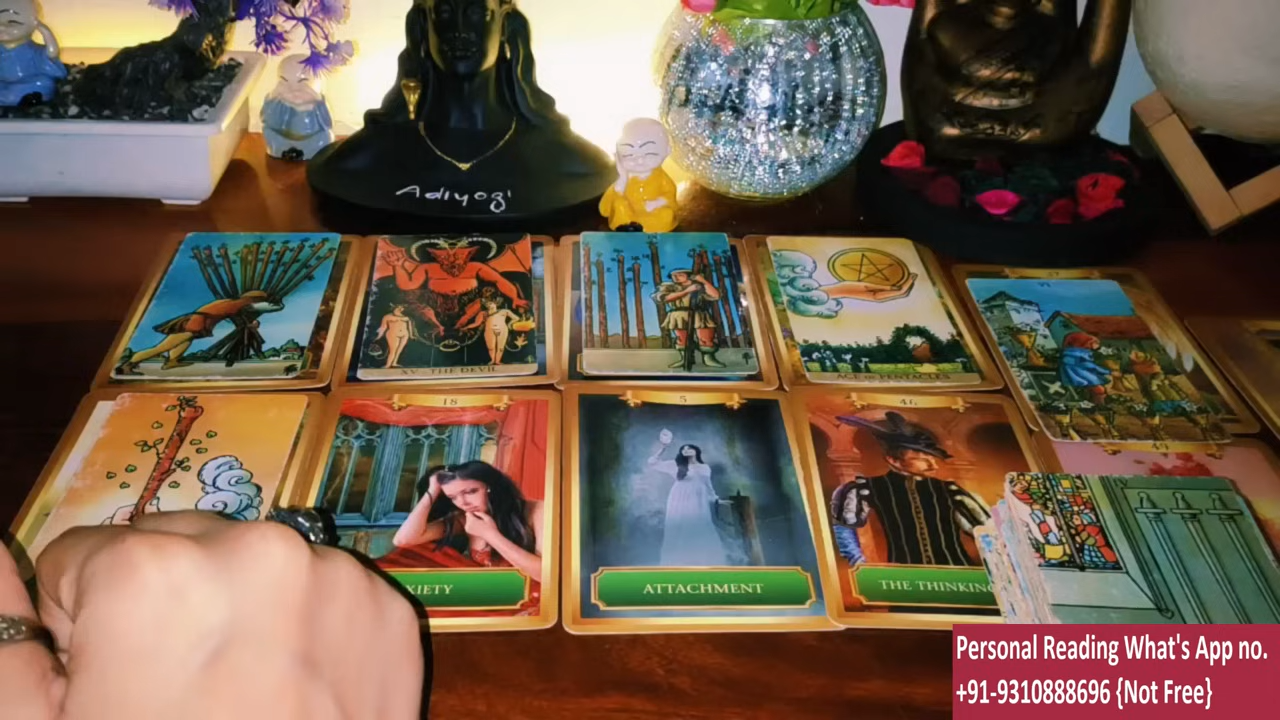 Adiyogi
XV - THE DEVIL
ACE OF PENTACLES
18
5
46
XIETY
ATTACHMENT
THE THINKING
Personal Reading What's App no.
+91-9310888696 {Not Free}